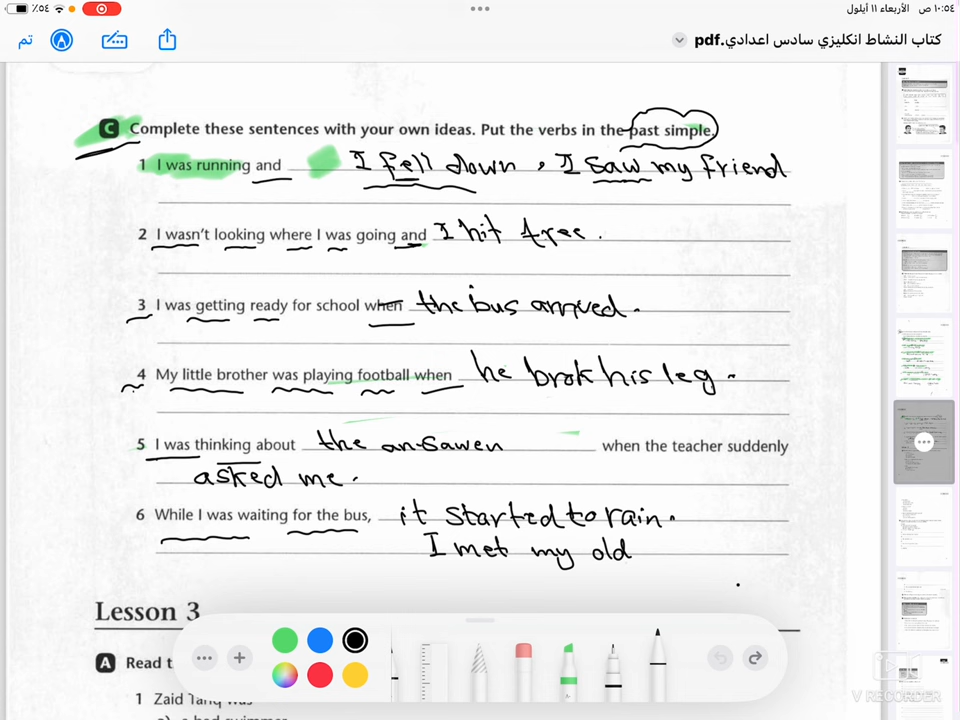 ٪٥٤ ١٠:٥٤ ص الأربعاء ١١ أيلول
تم كتاب النشاط انكليزي سادس اعدادي.pdf
C Complete these sentences with your own ideas. Put the verbs in the past simple.
1 I was running and I fell down , I saw my friend
2 I wasn't looking where I was going and I hit tree .
3 I was getting ready for school when the bus arrived .
4 My little brother was playing football when he brok his leg .
5 I was thinking about the ansawen when the teacher suddenly
asked me .
6 While I was waiting for the bus, it started to rain .
I met my old
Lesson 3
A Read t
1 Zaid Tariq was
V RECORDER